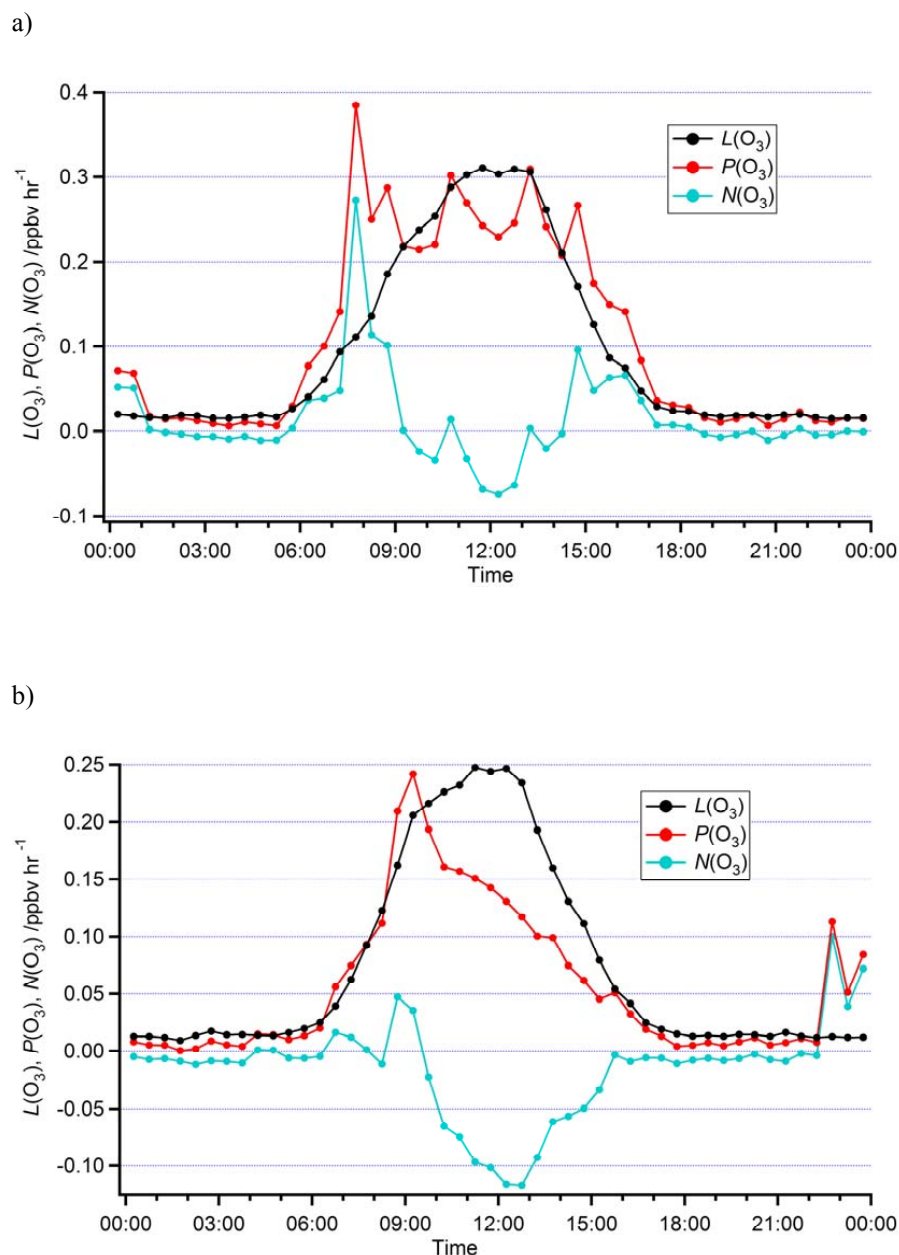 a)
L(O₃), P(O₃), N(O₃) /ppbv hr⁻¹
0.4
0.3
0.2
0.1
0.0
-0.1
L(O₃)
P(O₃)
N(O₃)
00:00 03:00 06:00 09:00 12:00 15:00 18:00 21:00 00:00
Time
b)
L(O₃), P(O₃), N(O₃) /ppbv hr⁻¹
0.25
0.20
0.15
0.10
0.05
0.00
-0.05
-0.10
L(O₃)
P(O₃)
N(O₃)
00:00 03:00 06:00 09:00 12:00 15:00 18:00 21:00 00:00
Time